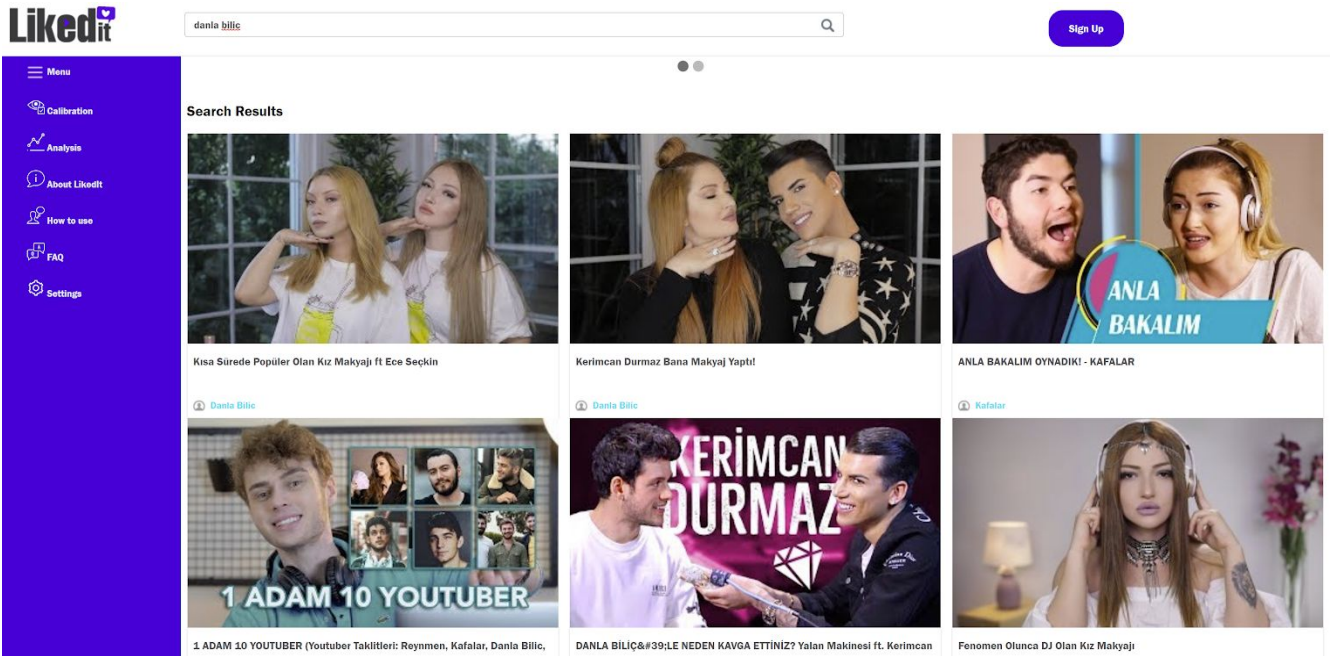 Likedit
danla bilic
Sign Up
Menu
Calibration
Analysis
About LikedIt
How to use
FAQ
Settings
Search Results
ANLA
BAKALIM
Kısa Sürede Popüler Olan Kız Makyajı ft Ece Seçkin
Kerimcan Durmaz Bana Makyaj Yaptı!
ANLA BAKALIM OYNADIK! - KAFALAR
Danla Bilic
Danla Bilic
Kafalar
1 ADAM 10 YOUTUBER
KERİMCAN
DURMAZ
1 ADAM 10 YOUTUBER (Youtuber Taklitleri: Reynmen, Kafalar, Danla Bilic,
DANLA BİLİÇ&#39;LE NEDEN KAVGA ETTİNİZ? Yalan Makinesi ft. Kerimcan
Fenomen Olunca DJ Olan Kız Makyajı